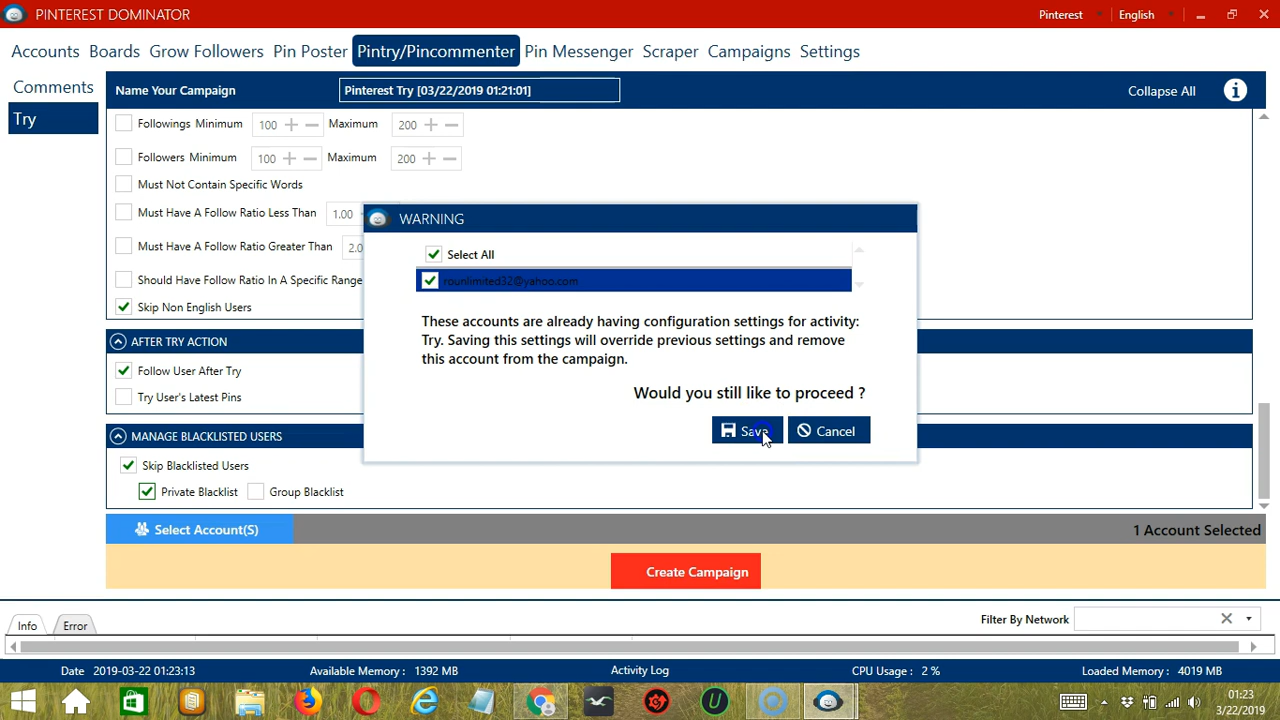 PINTEREST DOMINATOR
Pinterest English
Accounts Boards Grow Followers Pin Poster Pintry/Pincommenter Pin Messenger Scraper Campaigns Settings
Comments
Try
Name Your Campaign Pinterest Try [03/22/2019 01:21:01] Collapse All
Followings Minimum 100 Maximum 200
Followers Minimum 100 Maximum 200
Must Not Contain Specific Words
Must Have A Follow Ratio Less Than 1.00
Must Have A Follow Ratio Greater Than 2.0
Should Have Follow Ratio In A Specific Range
Skip Non English Users
WARNING
Select All
rounlimited32@yahoo.com
These accounts are already having configuration settings for activity:
Try. Saving this settings will override previous settings and remove
this account from the campaign.
Would you still like to proceed ?
Save Cancel
AFTER TRY ACTION
Follow User After Try
Try User's Latest Pins
MANAGE BLACKLISTED USERS
Skip Blacklisted Users
Private Blacklist Group Blacklist
Select Account(S) 1 Account Selected
Create Campaign
Info Error Filter By Network
Date 2019-03-22 01:23:13 Available Memory : 1392 MB Activity Log CPU Usage : 2 % Loaded Memory : 4019 MB
01:23
3/22/2019